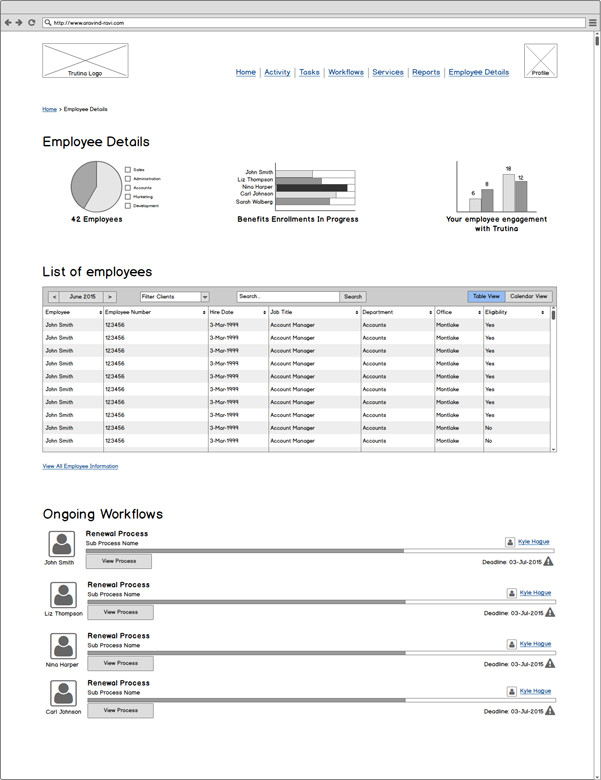 http://www.aravind-ravi.com
Trutina Logo
Profile
Home Activity Tasks Workflows Services Reports Employee Details
Home > Employee Details
Employee Details
Sales
Administration
Accounts
Marketing
Development
42 Employees
John Smith
Liz Thompson
Nina Harper
Carl Johnson
Sarah Walberg
Benefits Enrollments In Progress
6 8 18 12
Your employee engagement
with Trutina
List of employees
< June 2015 > Filter Clients Search.. Search Table View Calendar View
Employee Employee Number Hire Date Job Title Department Office Eligibility
John Smith 123456 3-Mar-1999 Account Manager Accounts Montlake Yes
John Smith 123456 3-Mar-1999 Account Manager Accounts Montlake Yes
John Smith 123456 3-Mar-1999 Account Manager Accounts Montlake Yes
John Smith 123456 3-Mar-1999 Account Manager Accounts Montlake Yes
John Smith 123456 3-Mar-1999 Account Manager Accounts Montlake Yes
John Smith 123456 3-Mar-1999 Account Manager Accounts Montlake Yes
John Smith 123456 3-Mar-1999 Account Manager Accounts Montlake Yes
John Smith 123456 3-Mar-1999 Account Manager Accounts Montlake Yes
John Smith 123456 3-Mar-1999 Account Manager Accounts Montlake No
John Smith 123456 3-Mar-1999 Account Manager Accounts Montlake No
View All Employee Information
Ongoing Workflows
Renewal Process
Sub Process Name Kyle Hague
John Smith View Process Deadline: 03-Jul-2015
Renewal Process
Sub Process Name Kyle Hague
Liz Thompson View Process Deadline: 03-Jul-2015
Renewal Process
Sub Process Name Kyle Hague
Nina Harper View Process Deadline: 03-Jul-2015
Renewal Process
Sub Process Name Kyle Hague
Carl Johnson View Process Deadline: 03-Jul-2015